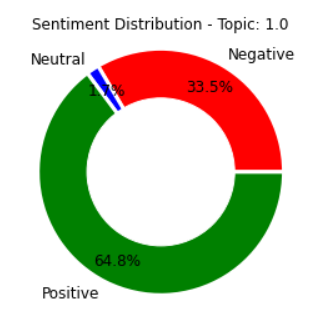 Sentiment Distribution - Topic: 1.0
Negative
Neutral
33.5%
1.7%
64.8%
Positive